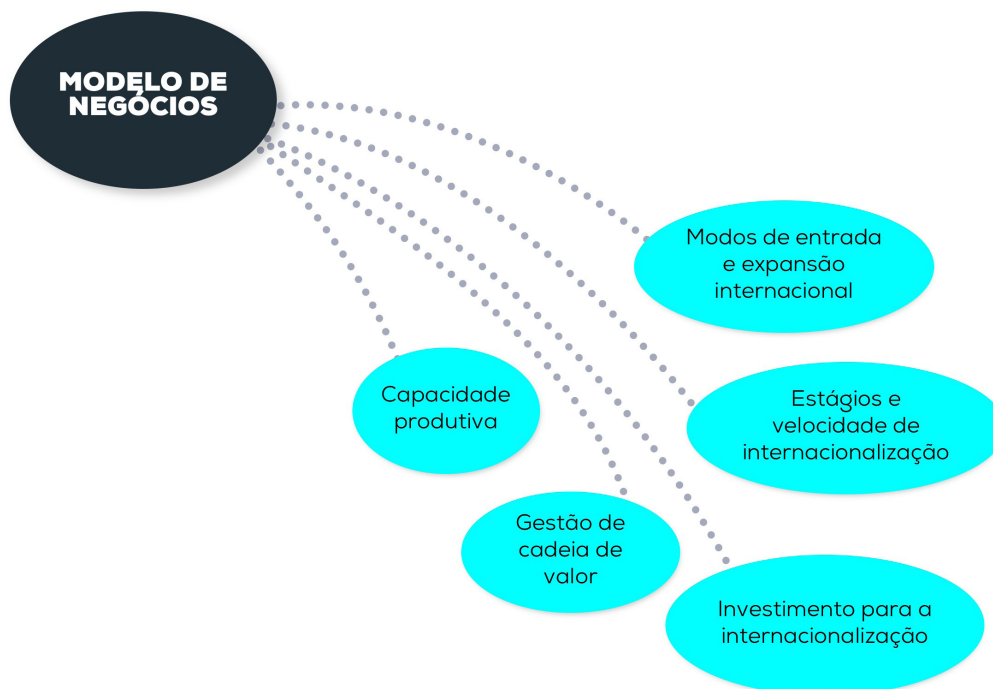 MODELO DE
NEGÓCIOS
Modos de entrada
e expansão
internacional
Estágios e
velocidade de
internacionalização
Capacidade
produtiva
Gestão de
cadeia de
valor
Investimento para a
internacionalização